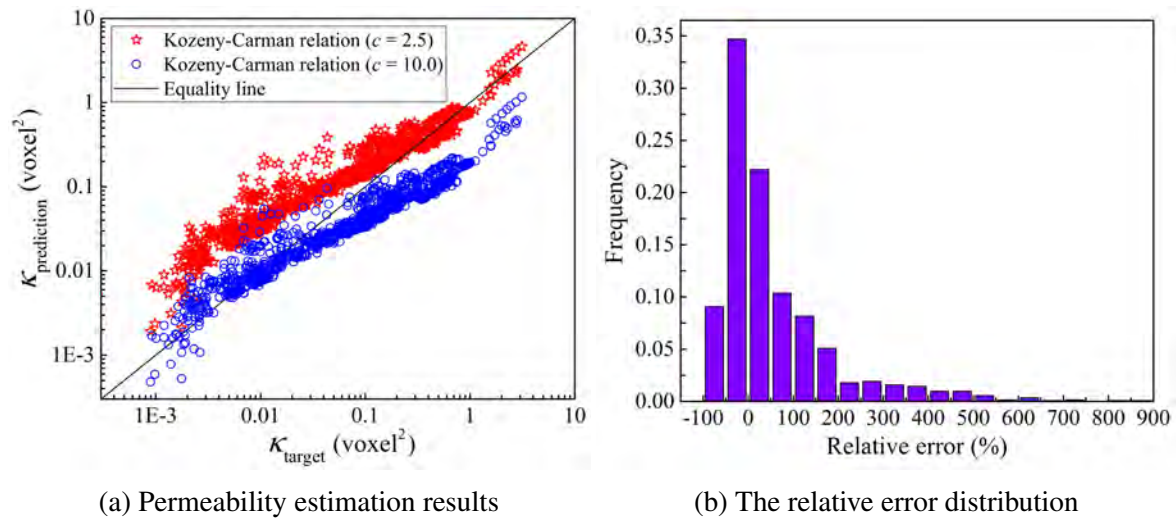 Kozeny-Carman relation (c = 2.5)
Kozeny-Carman relation (c = 10.0)
Equality line
10
1
0.1
0.01
1E-3
κprediction (voxel²)
1E-3 0.01 0.1 1 10
κtarget (voxel²)
(a) Permeability estimation results
0.35
0.30
0.25
0.20
0.15
0.10
0.05
0.00
Frequency
-100 0 100 200 300 400 500 600 700 800 900
Relative error (%)
(b) The relative error distribution